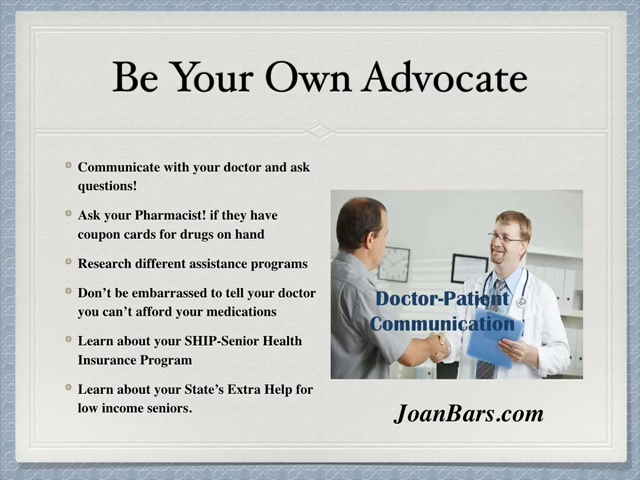 Be Your Own Advocate
Communicate with your doctor and ask
questions!
Ask your Pharmacist! if they have
coupon cards for drugs on hand
Research different assistance programs
Don't be embarrassed to tell your doctor
you can't afford your medications
Learn about your SHIP-Senior Health
Insurance Program
Learn about your State's Extra Help for
low income seniors.
Doctor-Patient
Communication
JoanBars.com